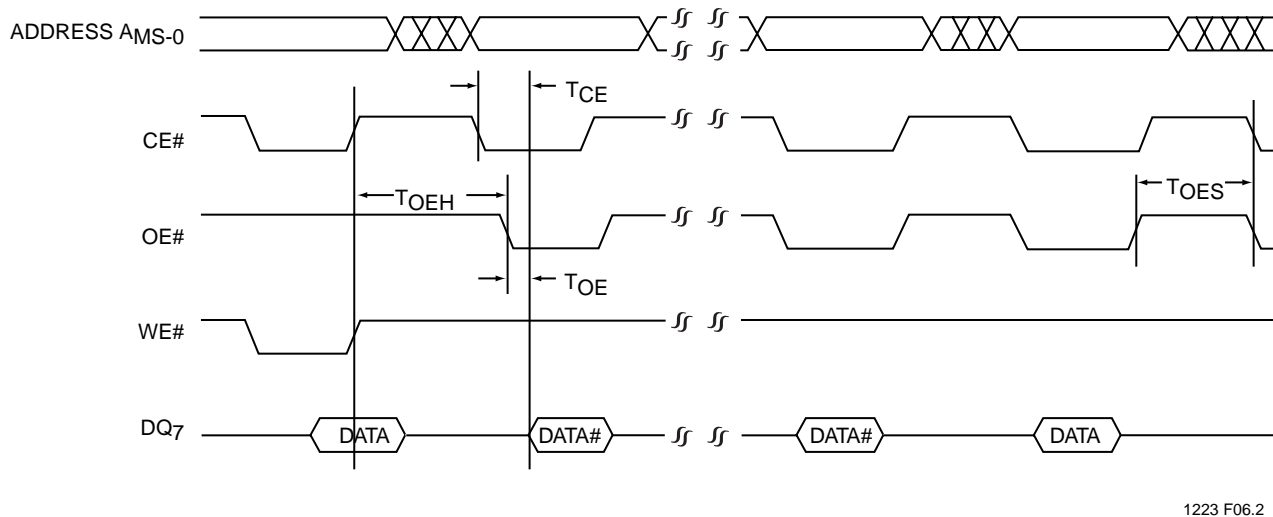 ADDRESS AMS-0
TCE
CE#
TOEH
TOES
OE#
TOE
WE#
DQ7
DATA
DATA#
DATA#
DATA
1223 F06.2